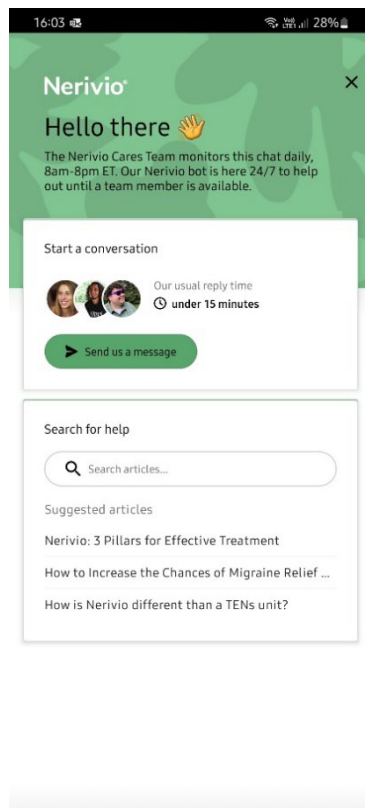 16:03 28%
Nerivio
Hello there 👋
The Nerivio Cares Team monitors this chat daily,
8am-8pm ET. Our Nerivio bot is here 24/7 to help
out until a team member is available.
Start a conversation
Our usual reply time
under 15 minutes
Send us a message
Search for help
Search articles...
Suggested articles
Nerivio: 3 Pillars for Effective Treatment
How to Increase the Chances of Migraine Relief ...
How is Nerivio different than a TENs unit?